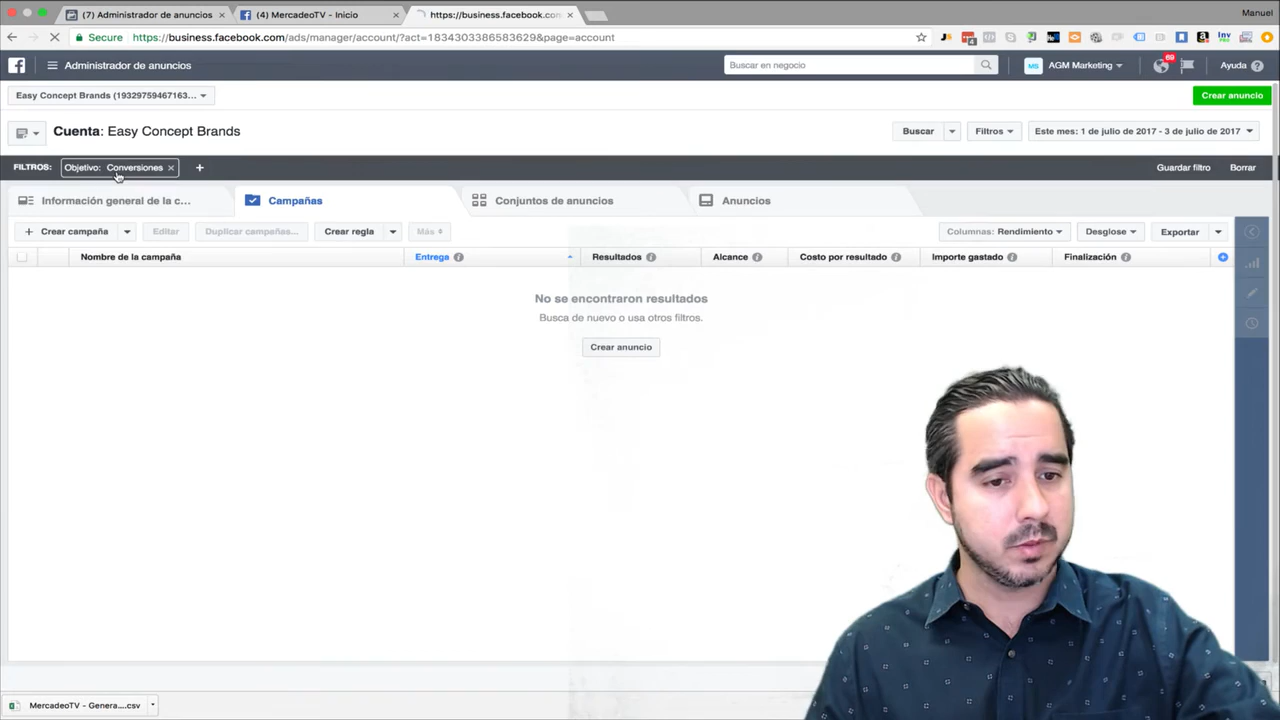 (7) Administrador de anuncios
(4) MercadeoTV - Inicio
https://business.facebook.com
Manuel
Secure
https://business.facebook.com/ads/manager/account/?act=1834303386583629&page=account
Administrador de anuncios
Buscar en negocio
MS
AGM Marketing
69
Ayuda
Easy Concept Brands (19329759467163...
Crear anuncio
Cuenta: Easy Concept Brands
Buscar
Filtros
Este mes: 1 de julio de 2017 - 3 de julio de 2017
FILTROS:
Objetivo: Conversiones
Guardar filtro
Borrar
Información general de la c...
Campañas
Conjuntos de anuncios
Anuncios
Crear campaña
Editar
Duplicar campañas...
Crear regla
Más
Columnas: Rendimiento
Desglose
Exportar
Nombre de la campaña
Entrega
Resultados
Alcance
Costo por resultado
Importe gastado
Finalización
No se encontraron resultados
Busca de nuevo o usa otros filtros.
Crear anuncio
MercadeoTV - Genera....csv